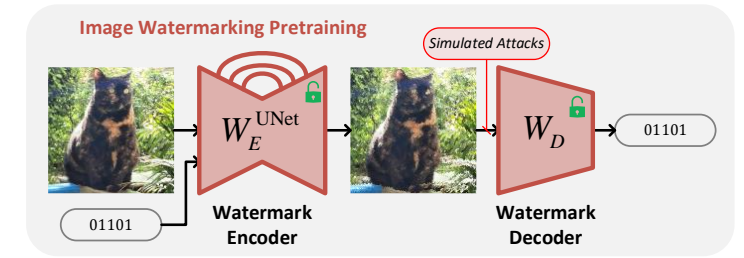 Image Watermarking Pretraining
Simulated Attacks
W_E^UNet
W_D
01101
01101
Watermark
Encoder
Watermark
Decoder